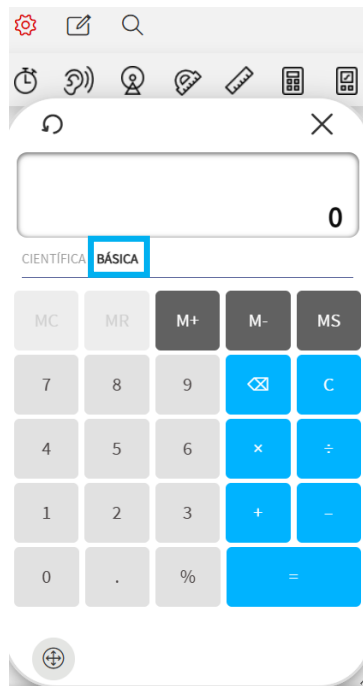 0
CIENTÍFICA BÁSICA
MC MR M+ M- MS
7 8 9 ⌫ C
4 5 6 × ÷
1 2 3 + −
0 . % =